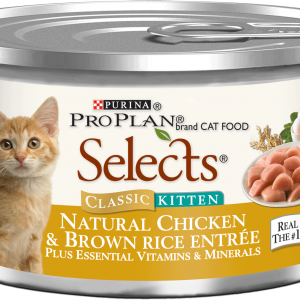 PURINA®
PRO PLAN® brand CAT FOOD
Selects®
CLASSIC KITTEN
NATURAL CHICKEN
& BROWN RICE ENTRÉE
PLUS ESSENTIAL VITAMINS & MINERALS
REAL
THE #1